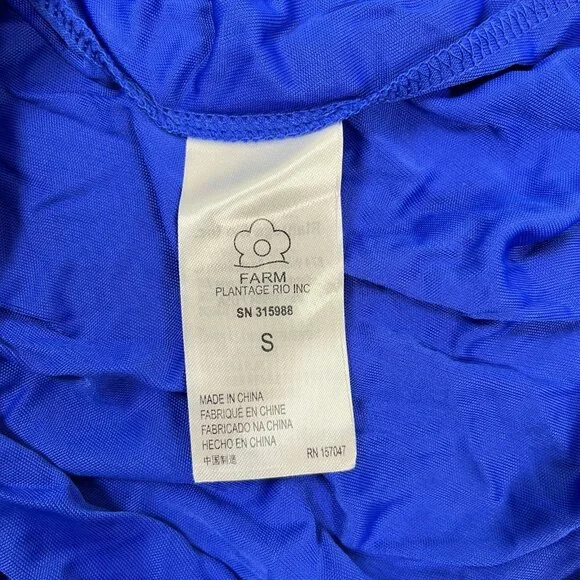 FARM
PLANTAGE RIO INC
SN 315988
S
MADE IN CHINA
FABRIQUÉ EN CHINE
FABRICADO NA CHINA
HECHO EN CHINA
中国制造
RN 157047